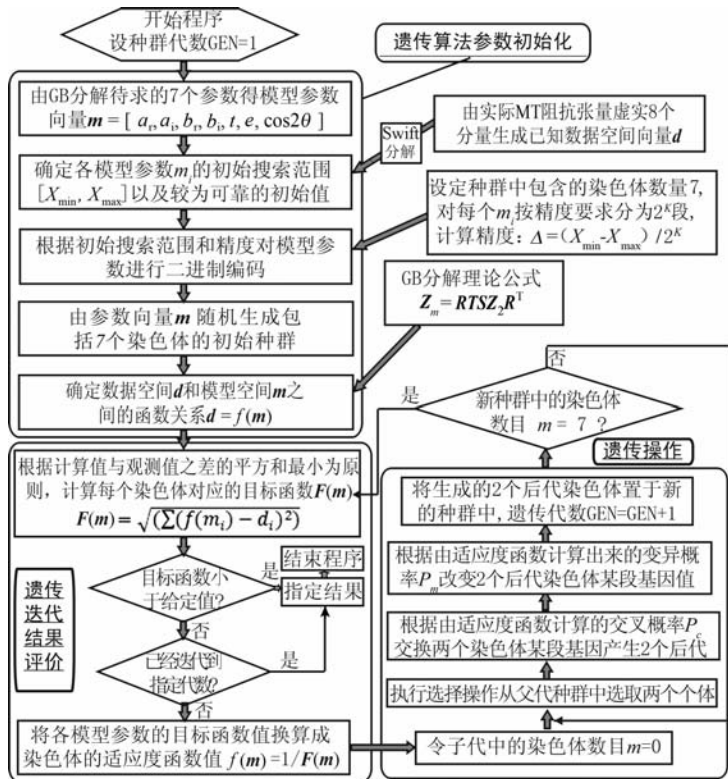 开始程序
设种群代数GEN=1
遗传算法参数初始化
由GB分解待求的7个参数得模型参数
向量m = [ ar, ai, br, bi, t, e, cos2θ ]
由实际MT阻抗张量虚实8个
分量生成已知数据空间向量d
Swift
分解
确定各模型参数mi的初始搜索范围
[Xmin, Xmax]以及较为可靠的初始值
设定种群中包含的染色体数量7,
对每个mi按精度要求分为2^K段,
计算精度：Δ=(Xmin-Xmax) /2^K
根据初始搜索范围和精度对模型参
数进行二进制编码
GB分解理论公式
Zm = RTSZ2R^T
由参数向量m 随机生成包
括7个染色体的初始种群
确定数据空间d和模型空间m之
间的函数关系d = f(m)
否
是
新种群中的染色体
数目 m = 7 ?
遗传操作
根据计算值与观测值之差的平方和最小为原
则，计算每个染色体对应的目标函数F(m)
F(m) = √(∑(f(mi) − di)²)
将生成的2个后代染色体置于新
的种群中,遗传代数GEN=GEN+1
目标函数小
于给定值?
是
结束程序
指定结果
根据由适应度函数计算出来的变异概
率Pm改变2个后代染色体某段基因值
遗传
迭代
结果
评价
否
已经迭代到
指定代数?
是
根据由适应度函数计算的交叉概率Pc
交换两个染色体某段基因产生2个后代
执行选择操作从父代种群中选取两个个体
否
将各模型参数的目标函数值换算成
染色体的适应度函数值 f(m) =1/F(m)
令子代中的染色体数目m=0